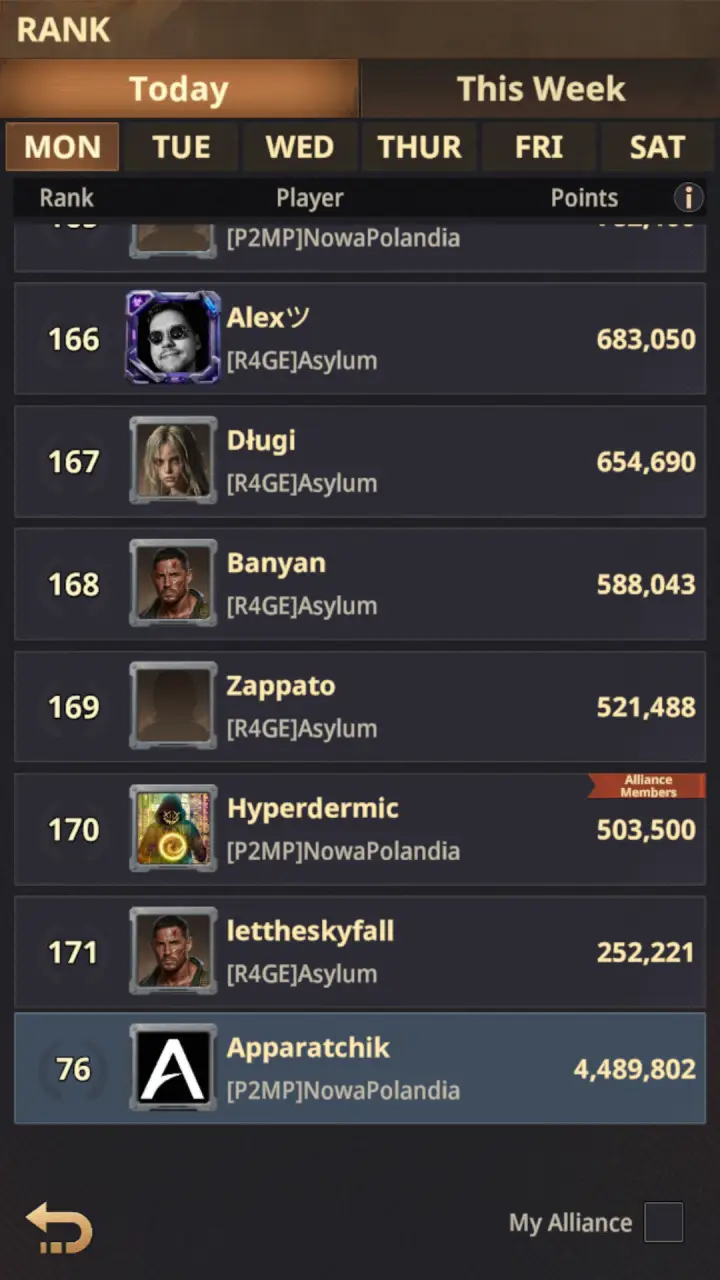 RANK
Today
This Week
MON TUE WED THUR FRI SAT
Rank Player Points i
[P2MP]NowaPolandia
166 Alexツ 683,050
[R4GE]Asylum
167 Długi 654,690
[R4GE]Asylum
168 Banyan 588,043
[R4GE]Asylum
169 Zappato 521,488
[R4GE]Asylum
Alliance
Members
170 Hyperdermic 503,500
[P2MP]NowaPolandia
171 lettheskyfall 252,221
[R4GE]Asylum
76 Apparatchik 4,489,802
[P2MP]NowaPolandia
My Alliance